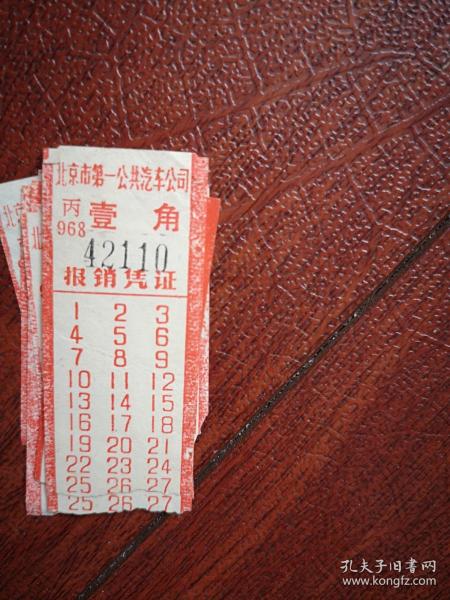 北京市第一公共汽车公司
丙 壹 角
968
42110
报销凭证
1 2 3
4 5 6
7 8 9
10 11 12
13 14 15
16 17 18
19 20 21
22 23 24
25 26 27
25 26 27
北
北
孔夫子旧书网
www.kongfz.com